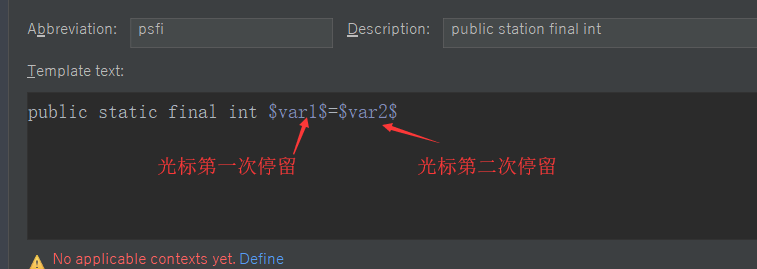 Abbreviation: psfi Description: public station final int
Template text:
public static final int $var1$=$var2$
光标第一次停留 光标第二次停留
No applicable contexts yet. Define